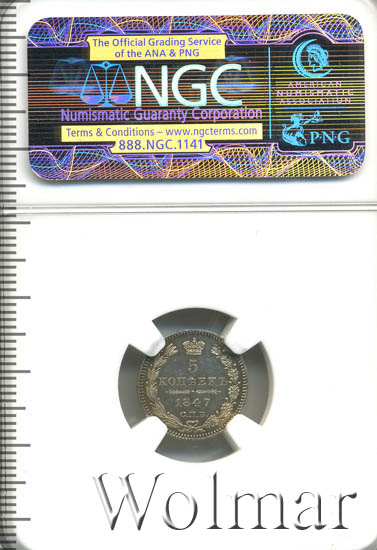 The Official Grading Service
of the ANA & PNG
NGC
Numismatic Guaranty Corporation
Terms & Conditions – www.ngcterms.com
888.NGC.1141
AMERICAN
NUMISMATIC
ASSOCIATION
PNG
5
КОПѢЕКЪ
1847
С.П.Б.
Wolmar